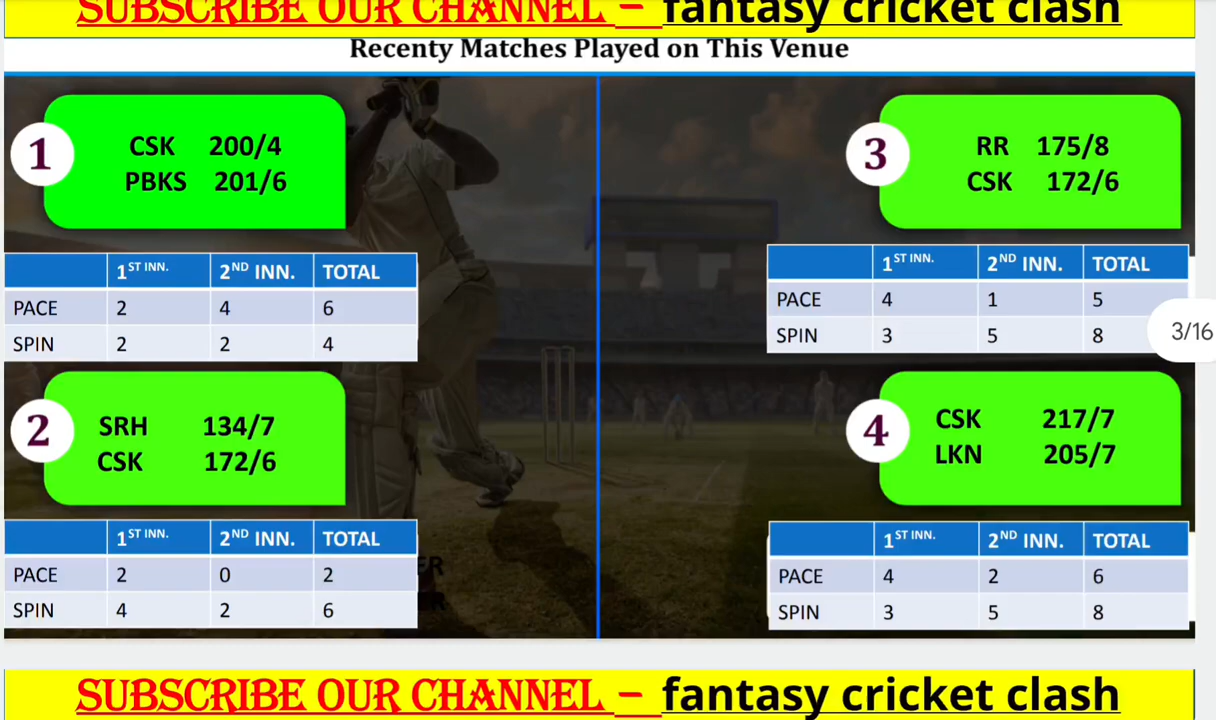 SUBSCRIBE OUR CHANNEL – fantasy cricket clash
Recenty Matches Played on This Venue
1
CSK 200/4
PBKS 201/6
1ST INN. 2ND INN. TOTAL
PACE 2 4 6
SPIN 2 2 4
2
SRH 134/7
CSK 172/6
1ST INN. 2ND INN. TOTAL
PACE 2 0 2
SPIN 4 2 6
3
RR 175/8
CSK 172/6
1ST INN. 2ND INN. TOTAL
PACE 4 1 5
SPIN 3 5 8
3/16
4
CSK 217/7
LKN 205/7
1ST INN. 2ND INN. TOTAL
PACE 4 2 6
SPIN 3 5 8
SUBSCRIBE OUR CHANNEL – fantasy cricket clash